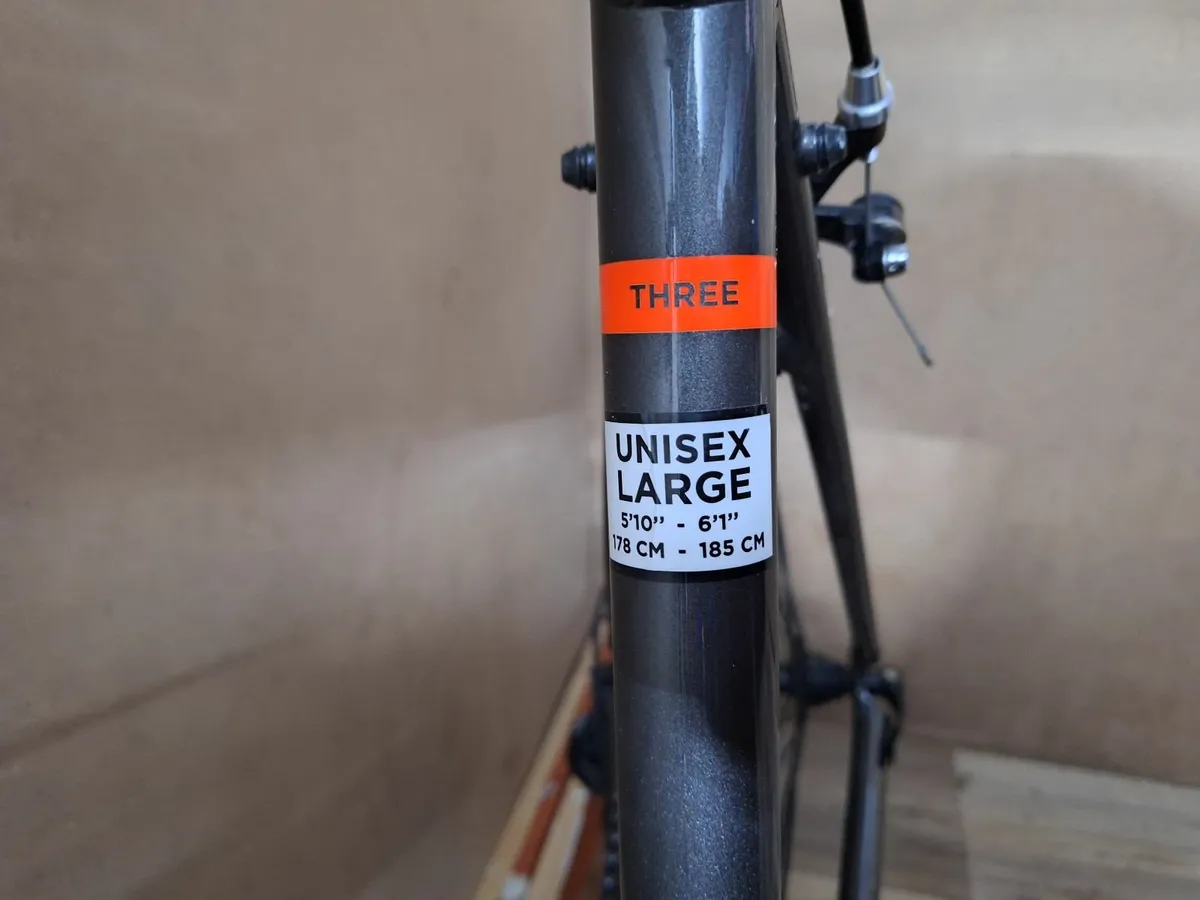 THREE
UNISEX
LARGE
5'10’’ - 6'1’’
178 CM - 185 CM